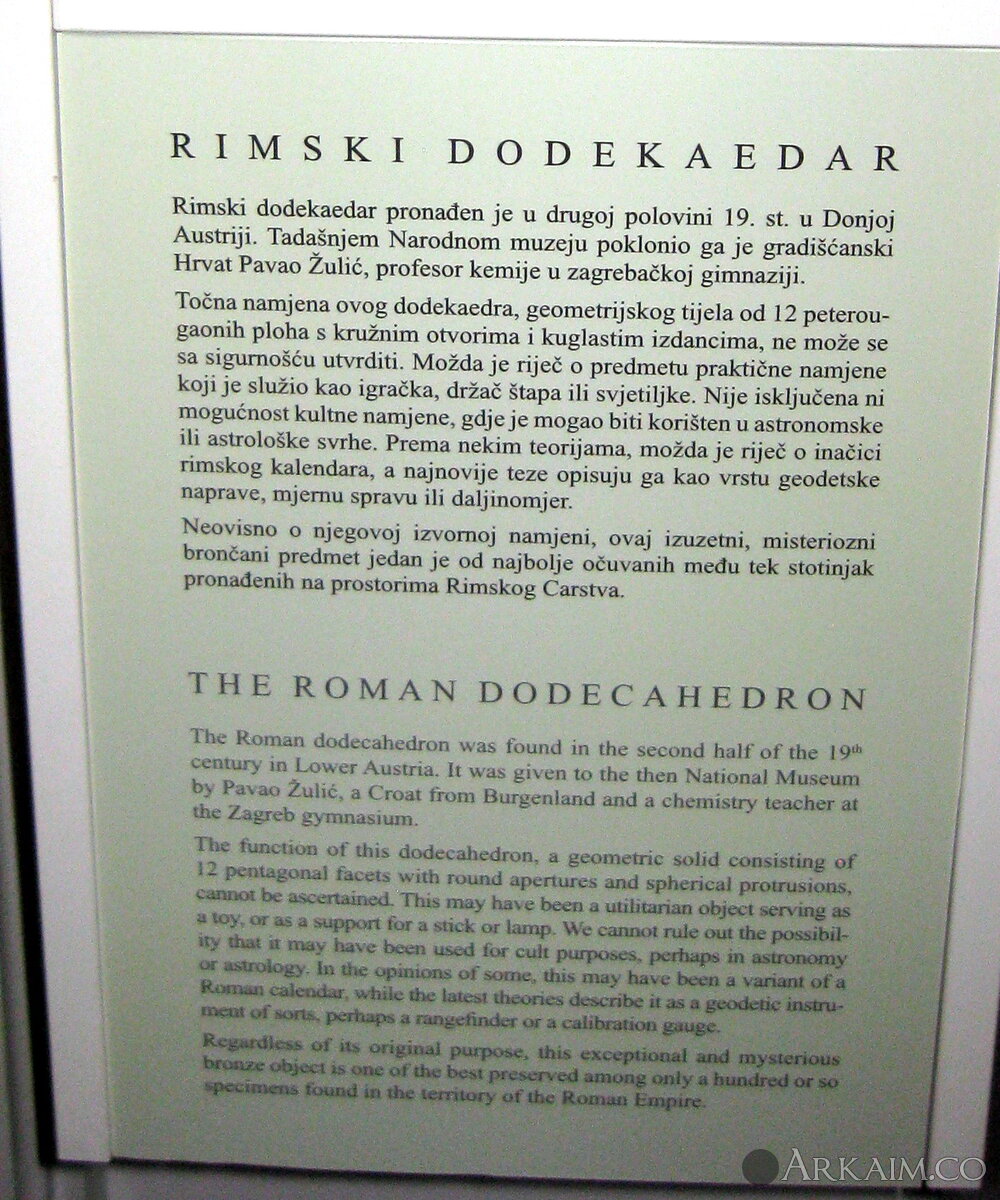 RIMSKI DODEKAEDAR
Rimski dodekaedar pronađen je u drugoj polovini 19. st. u Donjoj
Austriji. Tadašnjem Narodnom muzeju poklonio ga je gradišćanski
Hrvat Pavao Žulić, profesor kemije u zagrebačkoj gimnaziji.
Točna namjena ovog dodekaedra, geometrijskog tijela od 12 peterou-
gaonih ploha s kružnim otvorima i kuglastim izdancima, ne može se
sa sigurnošću utvrditi. Možda je riječ o predmetu praktične namjene
koji je služio kao igračka, držač štapa ili svjetiljke. Nije isključena ni
mogućnost kultne namjene, gdje je mogao biti korišten u astronomske
ili astrološke svrhe. Prema nekim teorijama, možda je riječ o inačici
rimskog kalendara, a najnovije teze opisuju ga kao vrstu geodetske
naprave, mjernu spravu ili daljinomjer.
Neovisno o njegovoj izvornoj namjeni, ovaj izuzetni, misteriozni
brončani predmet jedan je od najbolje očuvanih među tek stotinjak
pronađenih na prostorima Rimskog Carstva.
THE ROMAN DODECAHEDRON
The Roman dodecahedron was found in the second half of the 19th
century in Lower Austria. It was given to the then National Museum
by Pavao Žulić, a Croat from Burgenland and a chemistry teacher at
the Zagreb gymnasium.
The function of this dodecahedron, a geometric solid consisting of
12 pentagonal facets with round apertures and spherical protrusions,
cannot be ascertained. This may have been a utilitarian object serving as
a toy, or as a support for a stick or lamp. We cannot rule out the possibil-
ity that it may have been used for cult purposes, perhaps in astronomy
or astrology. In the opinions of some, this may have been a variant of a
Roman calendar, while the latest theories describe it as a geodetic instru-
ment of sorts, perhaps a rangefinder or a calibration gauge.
Regardless of its original purpose, this exceptional and mysterious
bronze object is one of the best preserved among only a hundred or so
specimens found in the territory of the Roman Empire.
ARKAIM.CO